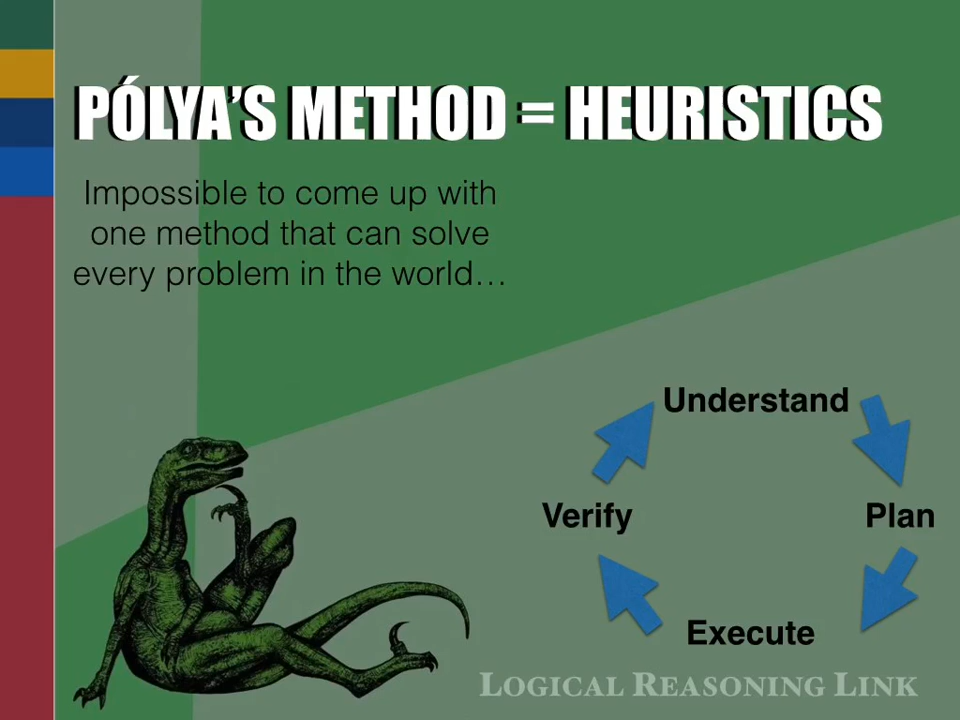 PÓLYA’S METHOD = HEURISTICS
Impossible to come up with
one method that can solve
every problem in the world…
Understand
Verify
Plan
Execute
LOGICAL REASONING LINK